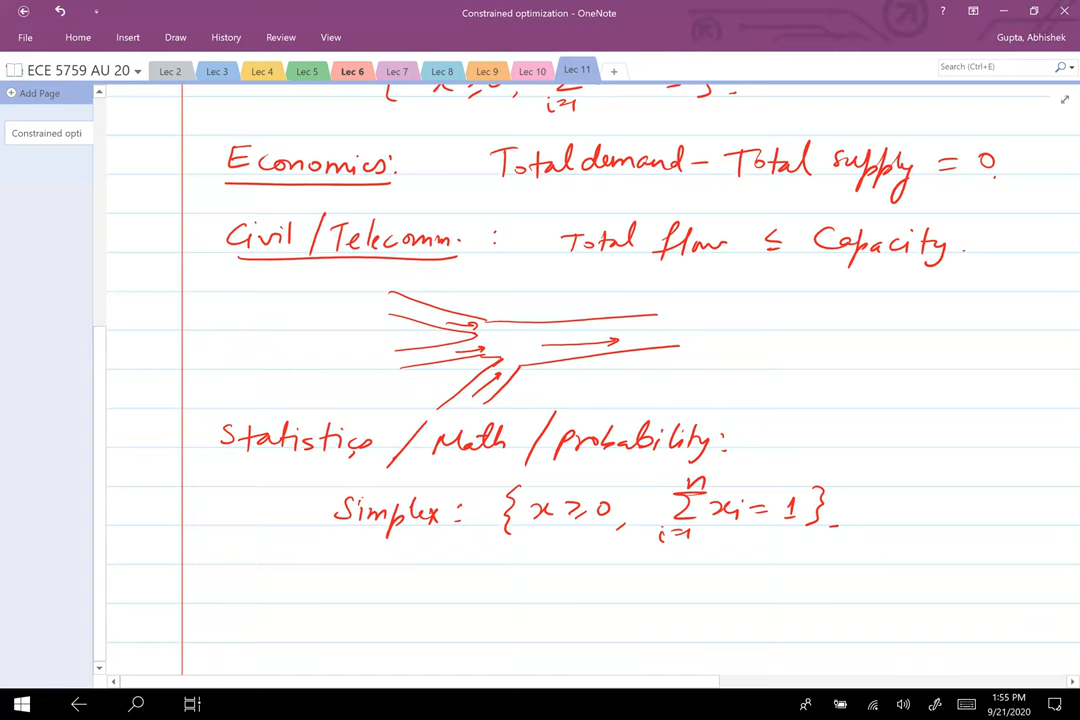 Constrained optimization - OneNote
File Home Insert Draw History Review View
Gupta, Abhishek
ECE 5759 AU 20 Lec 2 Lec 3 Lec 4 Lec 5 Lec 6 Lec 7 Lec 8 Lec 9 Lec 10 Lec 11
Search (Ctrl+E)
Add Page
Constrained opti
Economics: Total demand - Total supply = 0.
Civil / Telecomm. : Total flow ≤ Capacity.
Statistics / Math / Probability:
Simplex: { x ≥ 0, ∑_{i=1}^{n} x_i = 1 }.
1:55 PM
9/21/2020